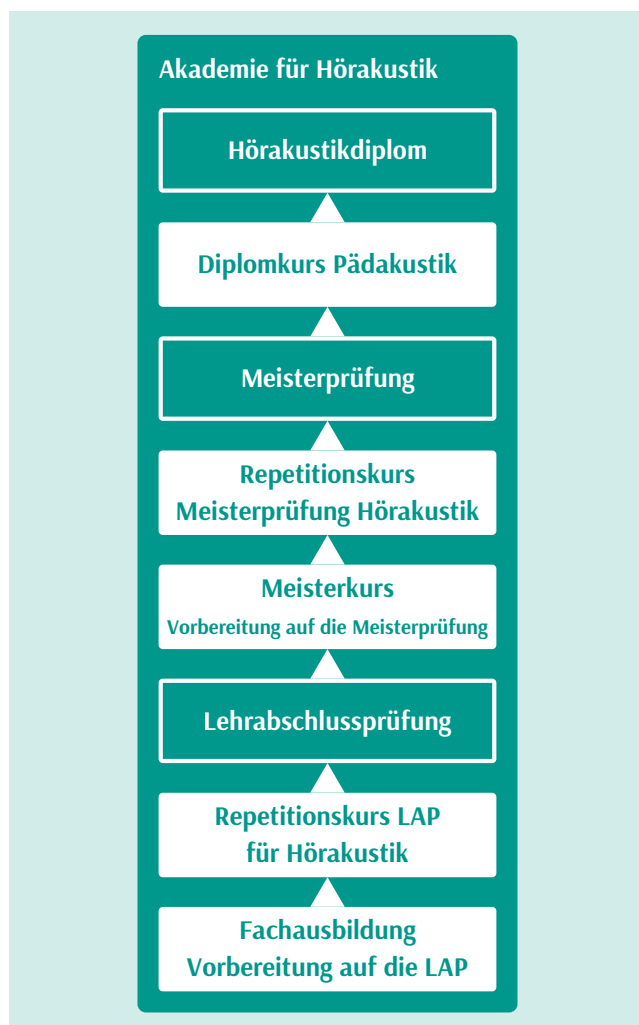 Akademie für Hörakustik
Hörakustikdiplom
Diplomkurs Pädakustik
Meisterprüfung
Repetitionskurs
Meisterprüfung Hörakustik
Meisterkurs
Vorbereitung auf die Meisterprüfung
Lehrabschlussprüfung
Repetitionskurs LAP
für Hörakustik
Fachausbildung
Vorbereitung auf die LAP